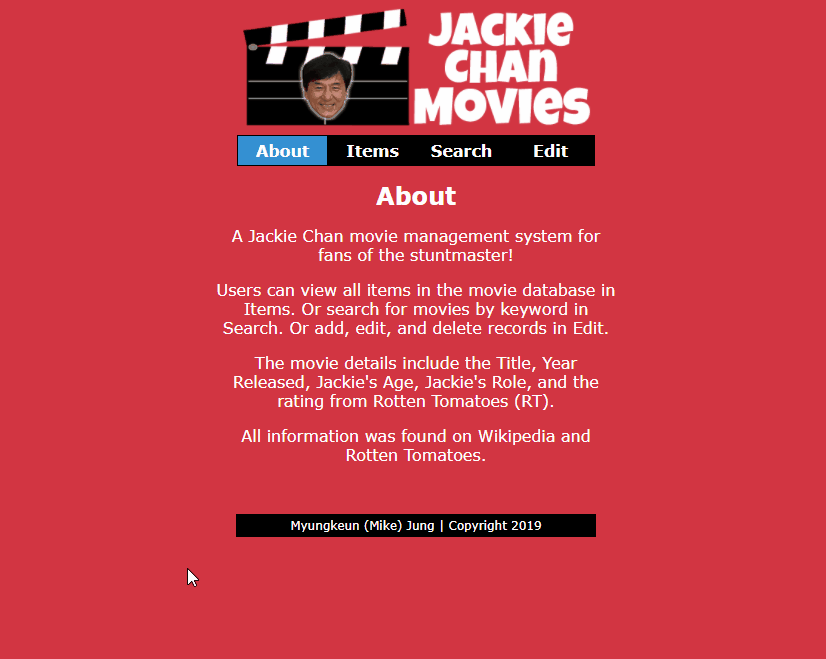 JACKIE
CHAN
MOVIES
About Items Search Edit
About
A Jackie Chan movie management system for
fans of the stuntmaster!
Users can view all items in the movie database in
Items. Or search for movies by keyword in
Search. Or add, edit, and delete records in Edit.
The movie details include the Title, Year
Released, Jackie's Age, Jackie's Role, and the
rating from Rotten Tomatoes (RT).
All information was found on Wikipedia and
Rotten Tomatoes.
Myungkeun (Mike) Jung | Copyright 2019